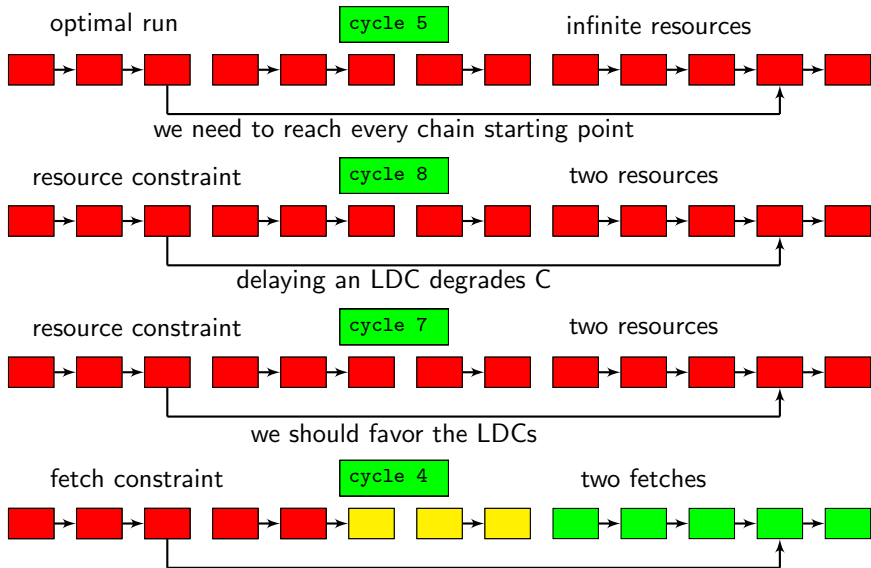 optimal run cycle 5 infinite resources
we need to reach every chain starting point
resource constraint cycle 8 two resources
delaying an LDC degrades C
resource constraint cycle 7 two resources
we should favor the LDCs
fetch constraint cycle 4 two fetches